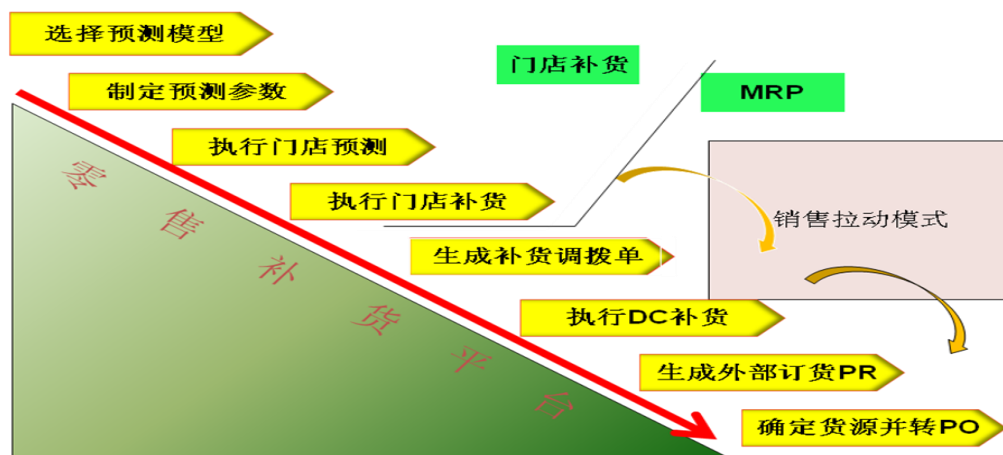 选择预测模型
制定预测参数
门店补货
MRP
执行门店预测
执行门店补货
销售拉动模式
生成补货调拨单
执行DC补货
生成外部订货PR
确定货源并转PO
零售补货平台